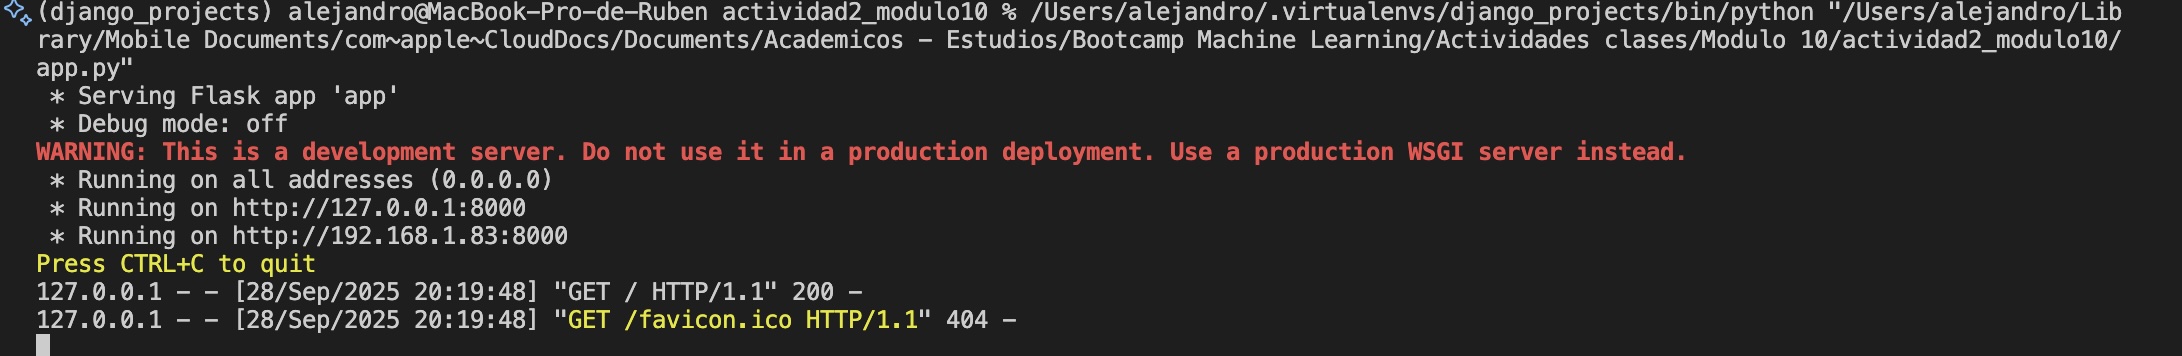 (django_projects) alejandro@MacBook-Pro-de-Ruben actividad2_modulo10 % /Users/alejandro/.virtualenvs/django_projects/bin/python "/Users/alejandro/Lib
rary/Mobile Documents/com~apple~CloudDocs/Documents/Academicos - Estudios/Bootcamp Machine Learning/Actividades clases/Modulo 10/actividad2_modulo10/
app.py"
 * Serving Flask app 'app'
 * Debug mode: off
WARNING: This is a development server. Do not use it in a production deployment. Use a production WSGI server instead.
 * Running on all addresses (0.0.0.0)
 * Running on http://127.0.0.1:8000
 * Running on http://192.168.1.83:8000
Press CTRL+C to quit
127.0.0.1 - - [28/Sep/2025 20:19:48] "GET / HTTP/1.1" 200 -
127.0.0.1 - - [28/Sep/2025 20:19:48] "GET /favicon.ico HTTP/1.1" 404 -